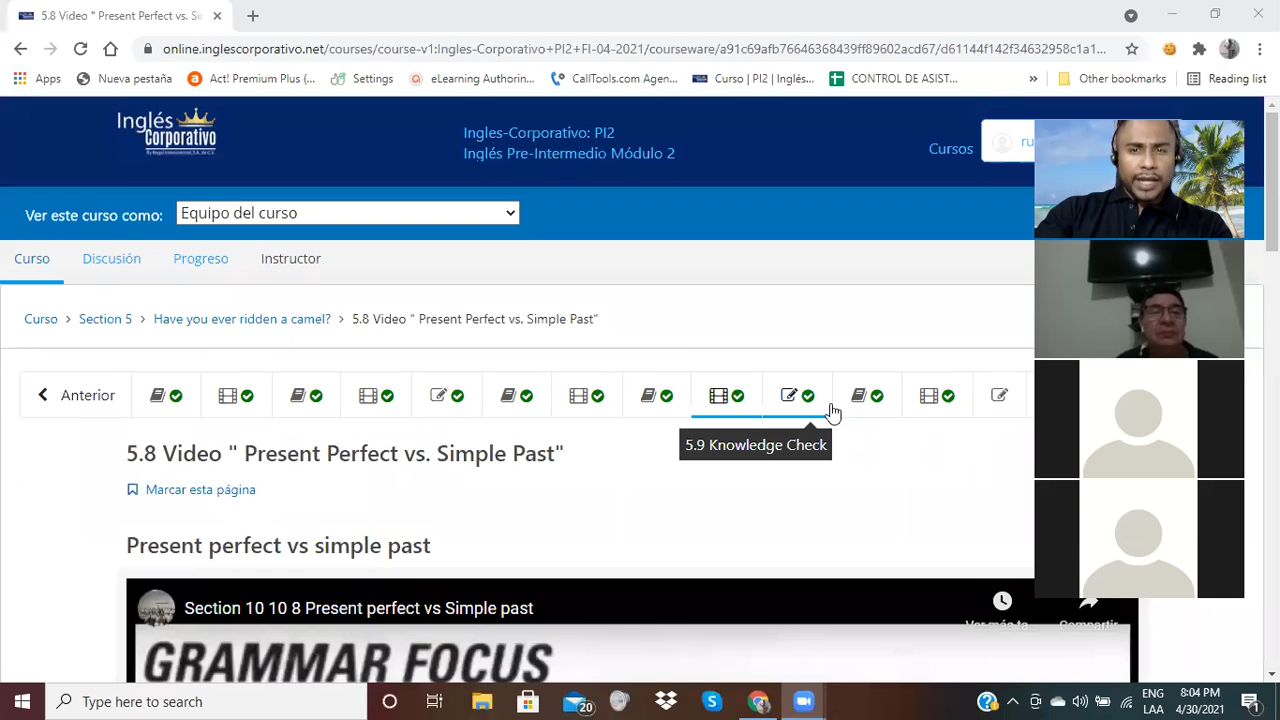 5.8 Video " Present Perfect vs. Si
online.inglescorporativo.net/courses/course-v1:Ingles-Corporativo+PI2+FI-04-2021/courseware/a91c69afb76646368439ff89602acd67/d61144f142f34632958c1a1...
Apps
Nueva pestaña
Act! Premium Plus (...
Settings
eLearning Authorin...
CallTools.com Agen...
Curso | PI2 | Inglés...
CONTROL DE ASIST...
»
Other bookmarks
Reading list
Inglés
Corporativo
Ingles-Corporativo: PI2
Inglés Pre-Intermedio Módulo 2
Cursos
ru
Ver este curso como:
Equipo del curso
Curso
Discusión
Progreso
Instructor
Curso > Section 5 > Have you ever ridden a camel? > 5.8 Video " Present Perfect vs. Simple Past"
Anterior
5.9 Knowledge Check
5.8 Video " Present Perfect vs. Simple Past"
Marcar esta página
Present perfect vs simple past
Section 10 10 8 Present perfect vs Simple past
Ver más ta...
Compartir
GRAMMAR FOCUS
Type here to search
20
ENG
LAA
8:04 PM
4/30/2021
1